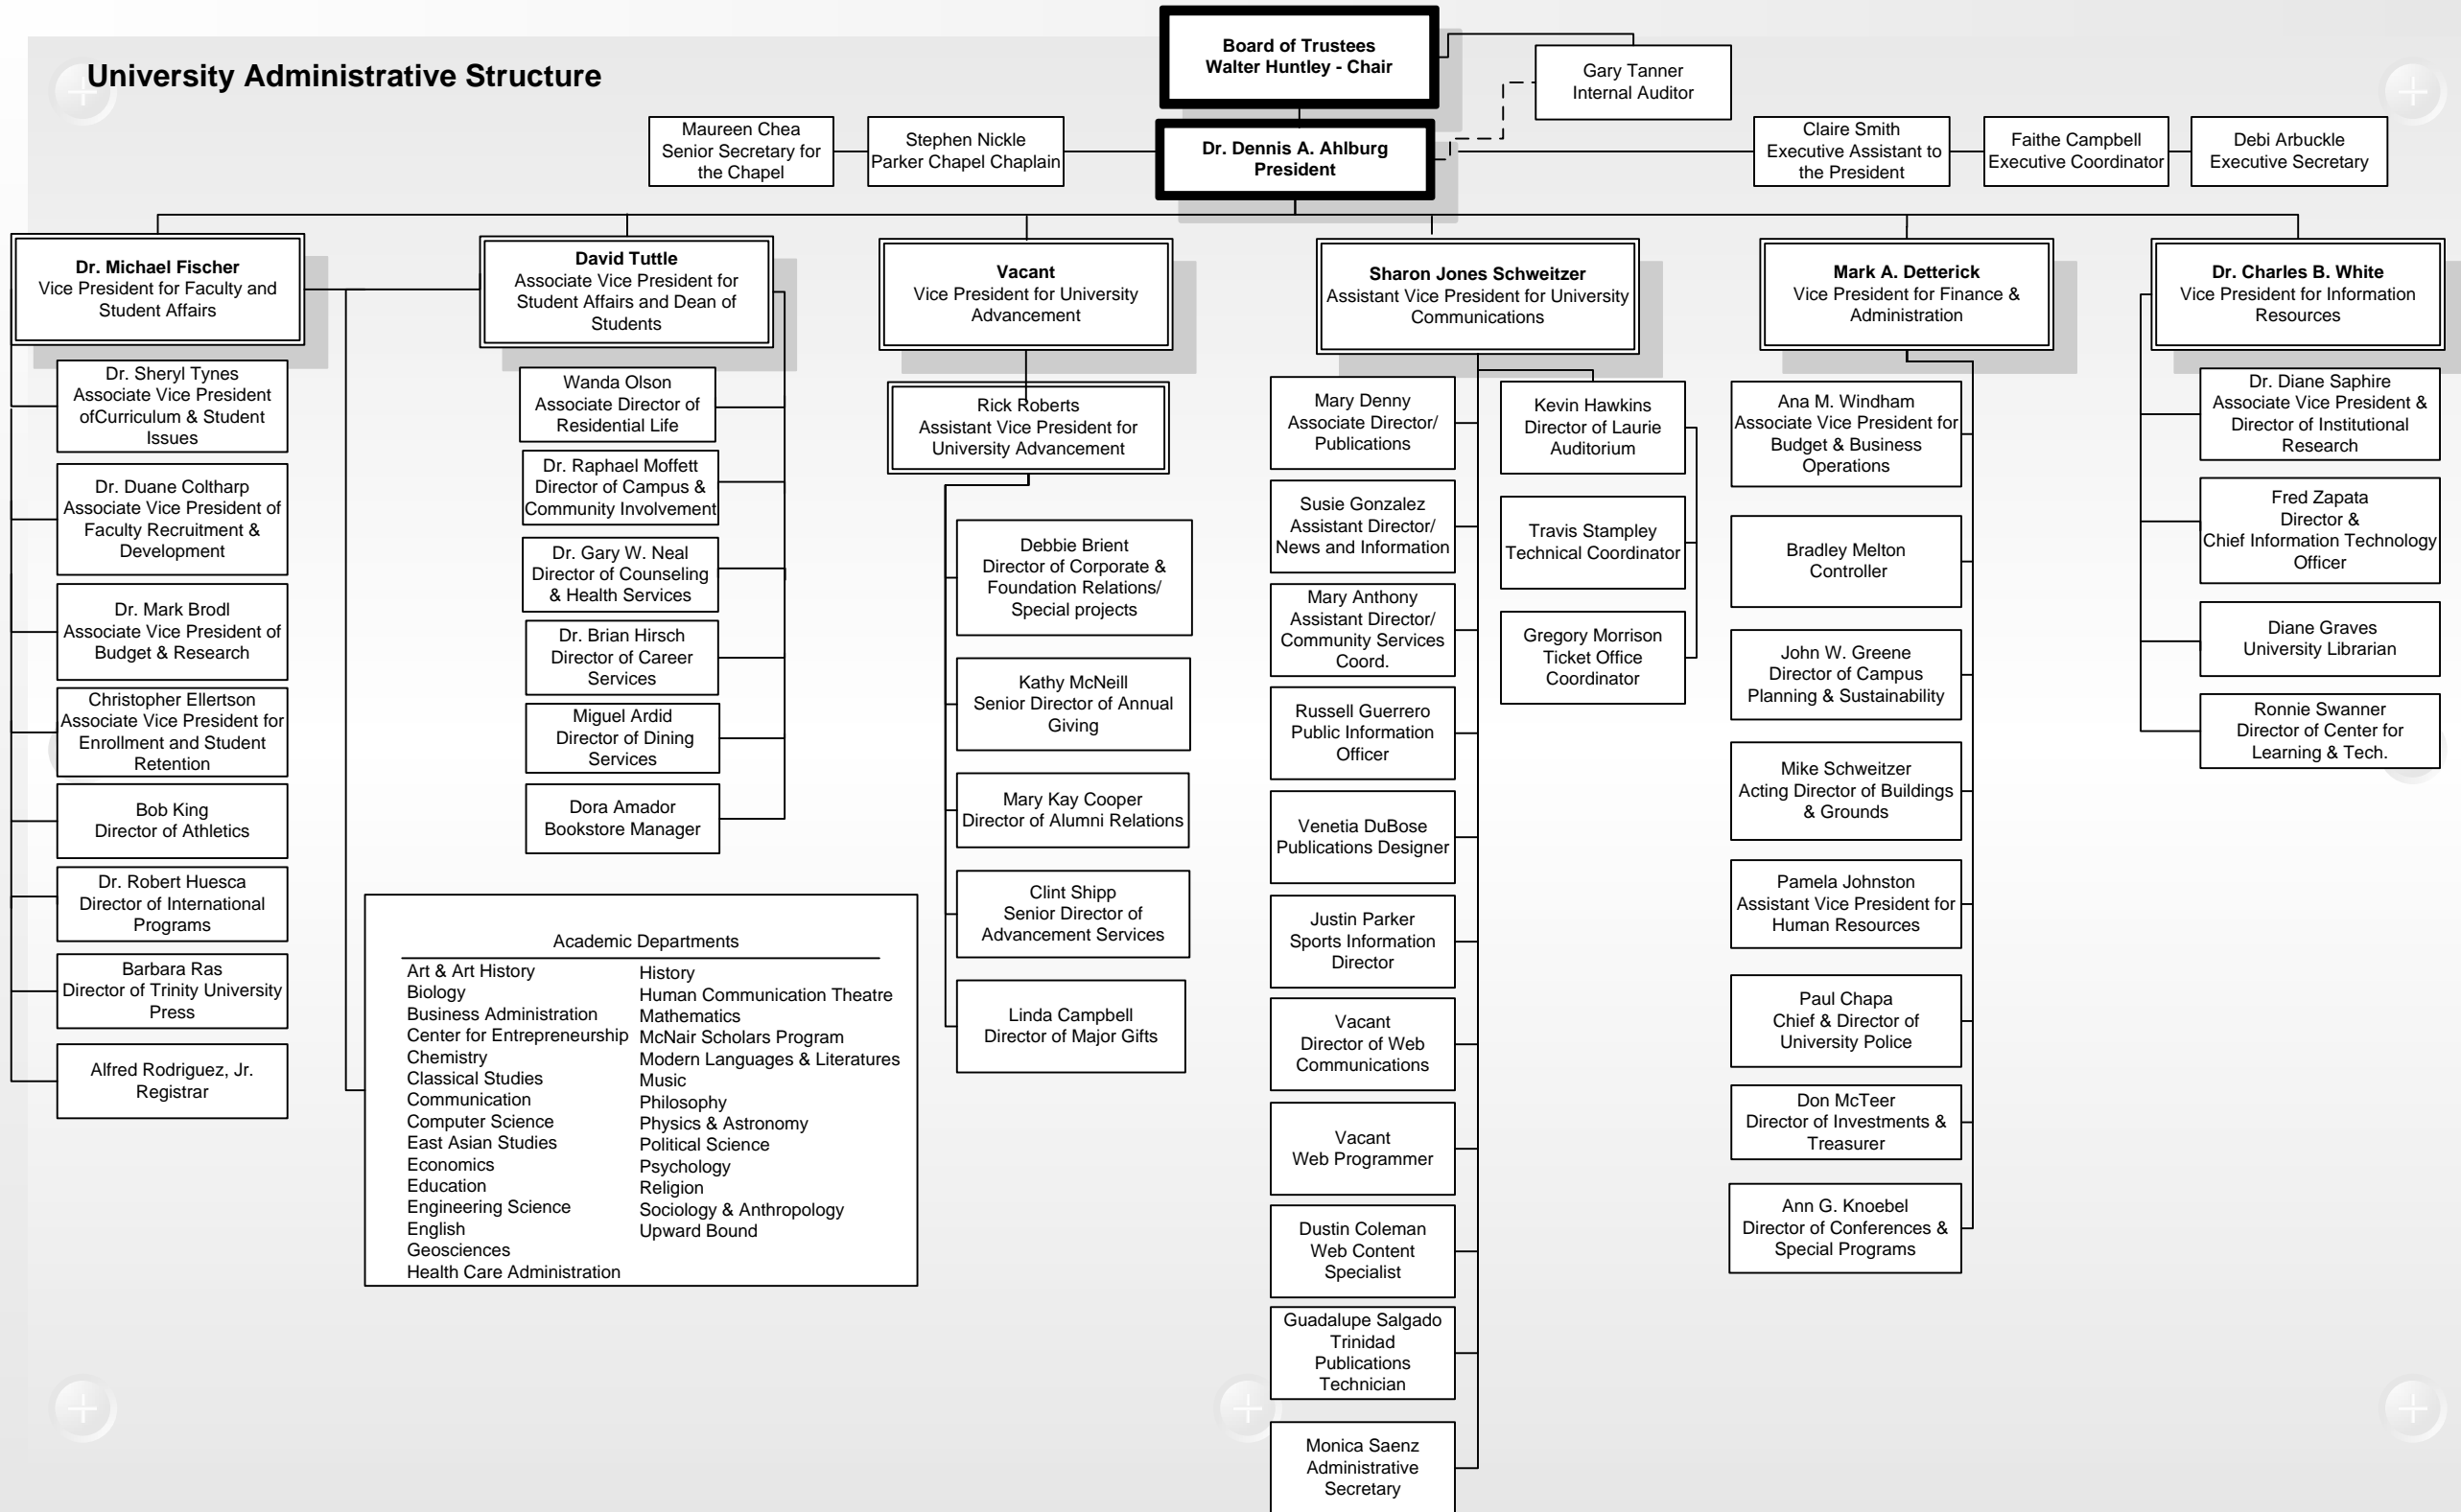 University Administrative Structure
Board of Trustees
Walter Huntley - Chair
Gary Tanner
Internal Auditor
Maureen Chea
Senior Secretary for
the Chapel
Stephen Nickle
Parker Chapel Chaplain
Dr. Dennis A. Ahlburg
President
Claire Smith
Executive Assistant to
the President
Faithe Campbell
Executive Coordinator
Debi Arbuckle
Executive Secretary
Dr. Michael Fischer
Vice President for Faculty and
Student Affairs
David Tuttle
Associate Vice President for
Student Affairs and Dean of
Students
Vacant
Vice President for University
Advancement
Sharon Jones Schweitzer
Assistant Vice President for University
Communications
Mark A. Detterick
Vice President for Finance &
Administration
Dr. Charles B. White
Vice President for Information
Resources
Dr. Sheryl Tynes
Associate Vice President
ofCurriculum & Student
Issues
Dr. Duane Coltharp
Associate Vice President of
Faculty Recruitment &
Development
Dr. Mark Brodl
Associate Vice President of
Budget & Research
Christopher Ellertson
Associate Vice President for
Enrollment and Student
Retention
Bob King
Director of Athletics
Dr. Robert Huesca
Director of International
Programs
Barbara Ras
Director of Trinity University
Press
Alfred Rodriguez, Jr.
Registrar
Wanda Olson
Associate Director of
Residential Life
Dr. Raphael Moffett
Director of Campus &
Community Involvement
Dr. Gary W. Neal
Director of Counseling
& Health Services
Dr. Brian Hirsch
Director of Career
Services
Miguel Ardid
Director of Dining
Services
Dora Amador
Bookstore Manager
Academic Departments
Art & Art History
Biology
Business Administration
Center for Entrepreneurship
Chemistry
Classical Studies
Communication
Computer Science
East Asian Studies
Economics
Education
Engineering Science
English
Geosciences
Health Care Administration
History
Human Communication Theatre
Mathematics
McNair Scholars Program
Modern Languages & Literatures
Music
Philosophy
Physics & Astronomy
Political Science
Psychology
Religion
Sociology & Anthropology
Upward Bound
Rick Roberts
Assistant Vice President for
University Advancement
Debbie Brient
Director of Corporate &
Foundation Relations/
Special projects
Kathy McNeill
Senior Director of Annual
Giving
Mary Kay Cooper
Director of Alumni Relations
Clint Shipp
Senior Director of
Advancement Services
Linda Campbell
Director of Major Gifts
Mary Denny
Associate Director/
Publications
Susie Gonzalez
Assistant Director/
News and Information
Mary Anthony
Assistant Director/
Community Services
Coord.
Russell Guerrero
Public Information
Officer
Venetia DuBose
Publications Designer
Justin Parker
Sports Information
Director
Vacant
Director of Web
Communications
Vacant
Web Programmer
Dustin Coleman
Web Content
Specialist
Guadalupe Salgado
Trinidad
Publications
Technician
Monica Saenz
Administrative
Secretary
Kevin Hawkins
Director of Laurie
Auditorium
Travis Stampley
Technical Coordinator
Gregory Morrison
Ticket Office
Coordinator
Ana M. Windham
Associate Vice President for
Budget & Business
Operations
Bradley Melton
Controller
John W. Greene
Director of Campus
Planning & Sustainability
Mike Schweitzer
Acting Director of Buildings
& Grounds
Pamela Johnston
Assistant Vice President for
Human Resources
Paul Chapa
Chief & Director of
University Police
Don McTeer
Director of Investments &
Treasurer
Ann G. Knoebel
Director of Conferences &
Special Programs
Dr. Diane Saphire
Associate Vice President &
Director of Institutional
Research
Fred Zapata
Director &
Chief Information Technology
Officer
Diane Graves
University Librarian
Ronnie Swanner
Director of Center for
Learning & Tech.